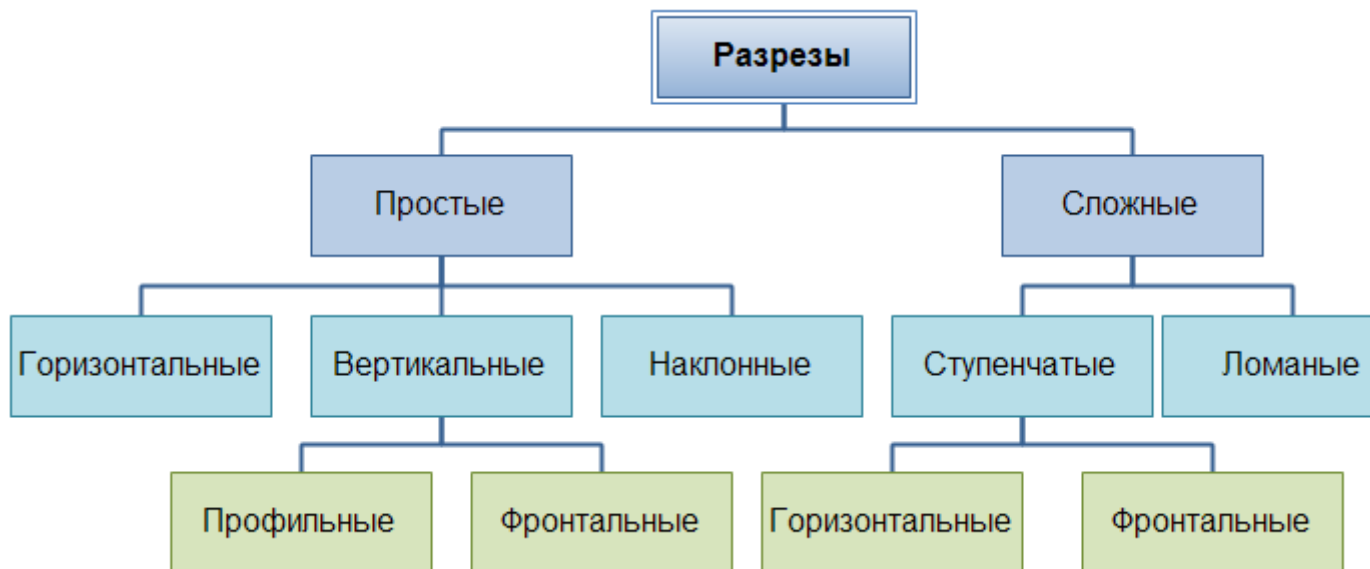 Разрезы
Простые
Сложные
Горизонтальные
Вертикальные
Наклонные
Ступенчатые
Ломаные
Профильные
Фронтальные
Горизонтальные
Фронтальные